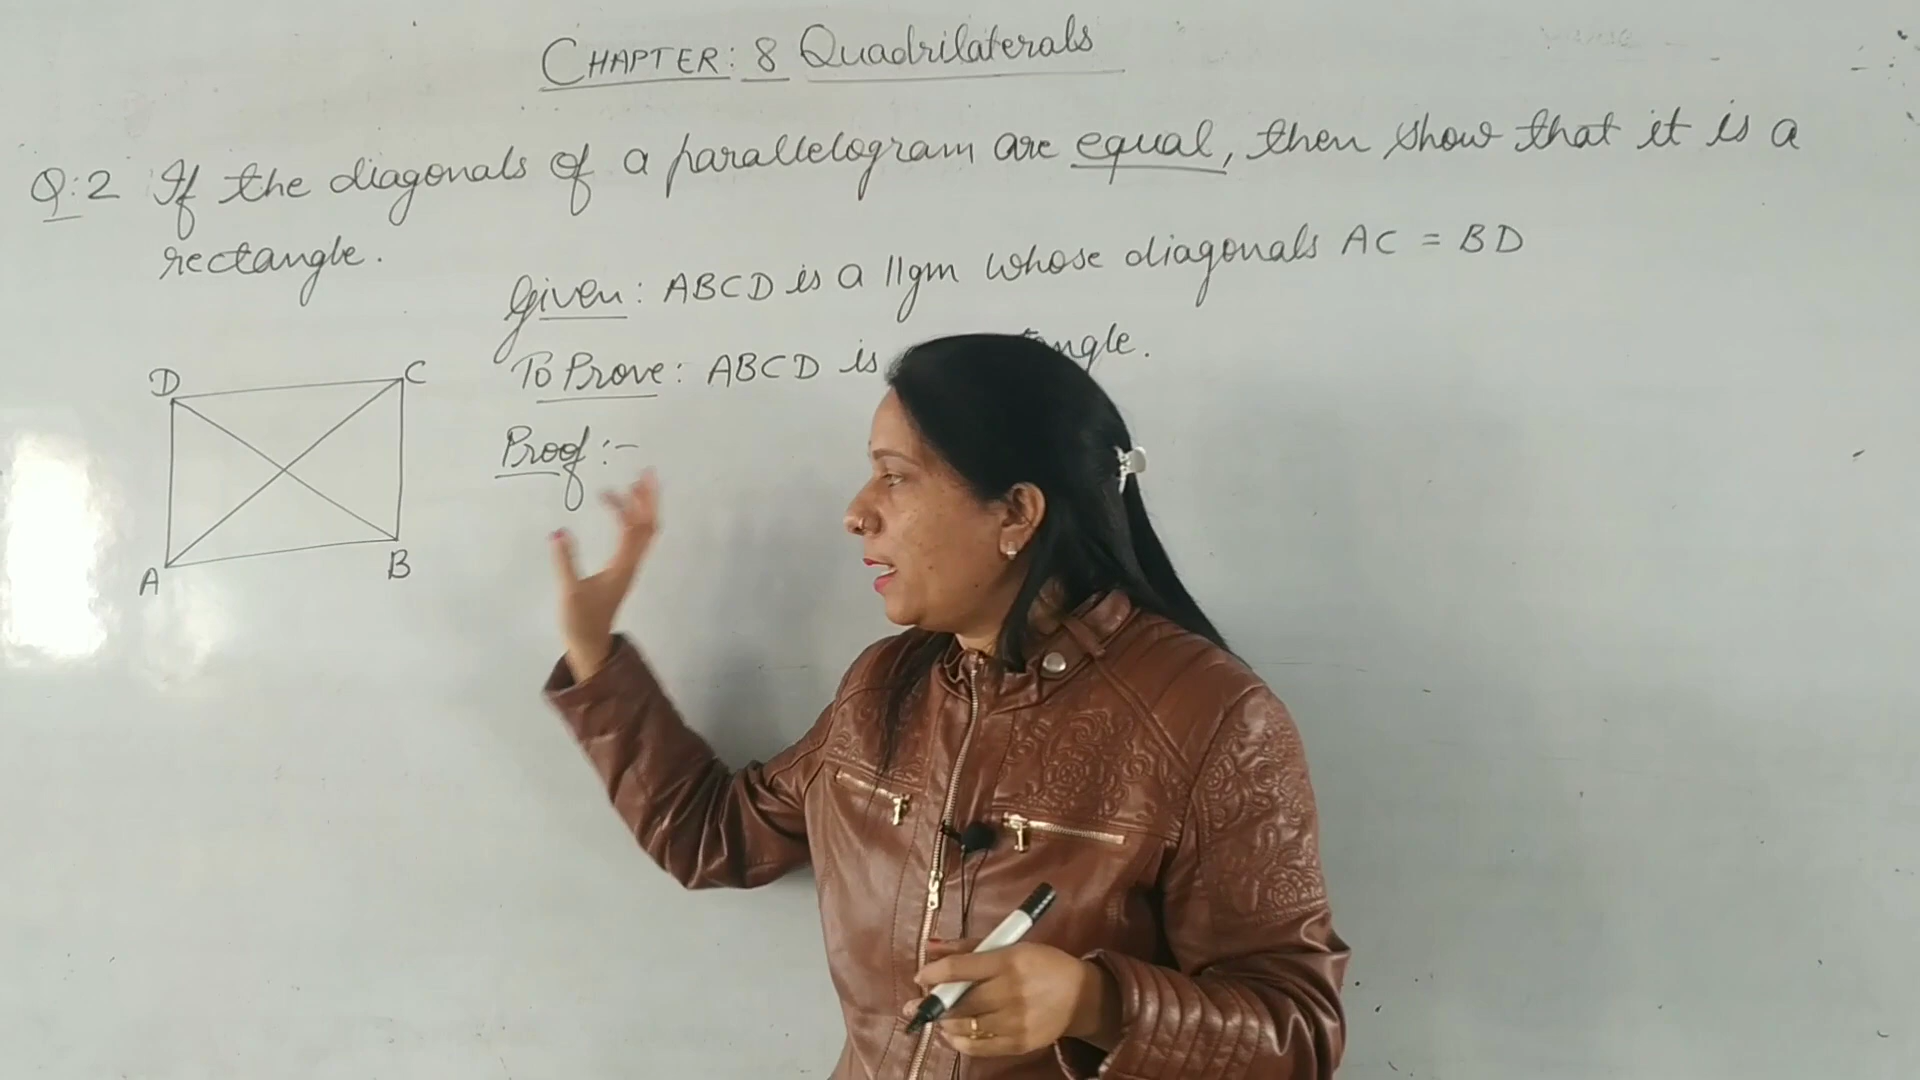 CHAPTER: 8 Quadrilaterals
Q:2 If the diagonals of a parallelogram are equal, then show that it is a
rectangle.
Given: ABCD is a ||gm whose diagonals AC = BD
To Prove: ABCD is
Proof :-
D C
A B